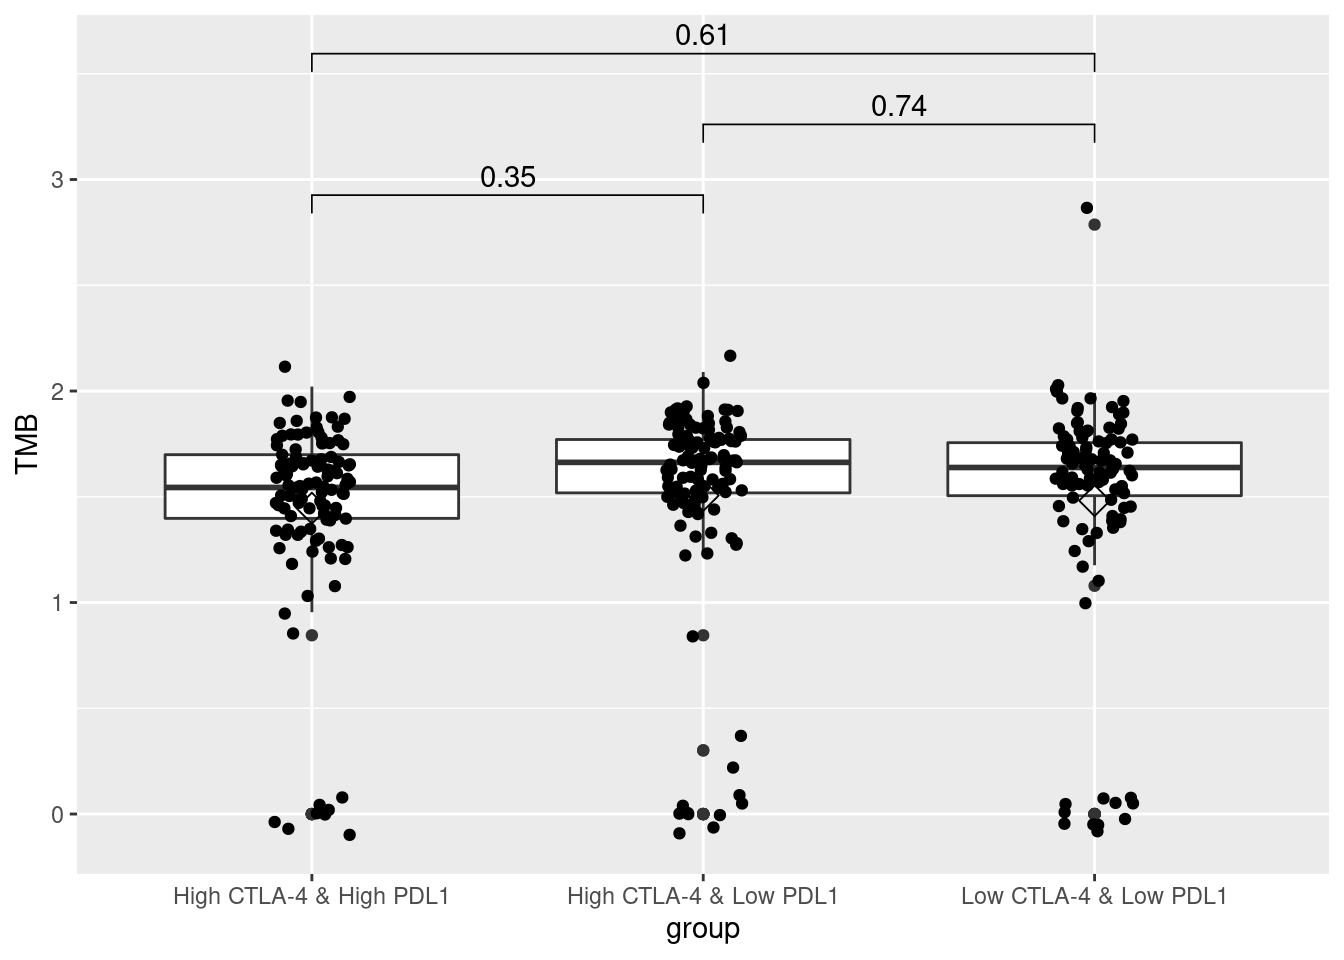 0.61
0.74
0.35
3
2
1
0
TMB
High CTLA-4 & High PDL1
High CTLA-4 & Low PDL1
Low CTLA-4 & Low PDL1
group